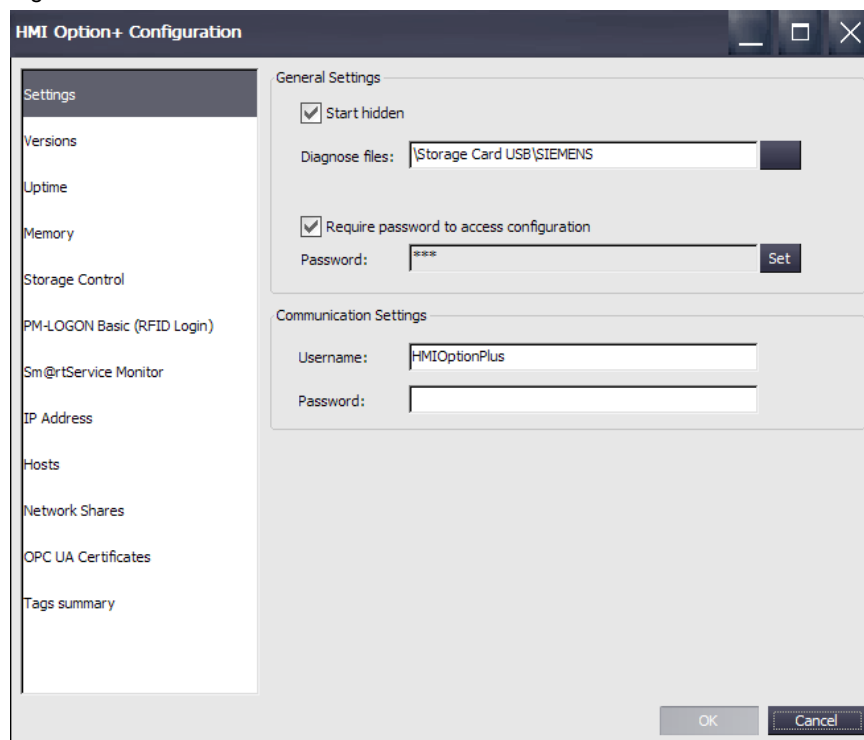 HMI Option+ Configuration
Settings
Versions
Uptime
Memory
Storage Control
PM-LOGON Basic (RFID Login)
Sm@rtService Monitor
IP Address
Hosts
Network Shares
OPC UA Certificates
Tags summary
General Settings
Start hidden
Diagnose files: \Storage Card USB\SIEMENS
Require password to access configuration
Password: *** Set
Communication Settings
Username: HMIOptionPlus
Password:
OK Cancel